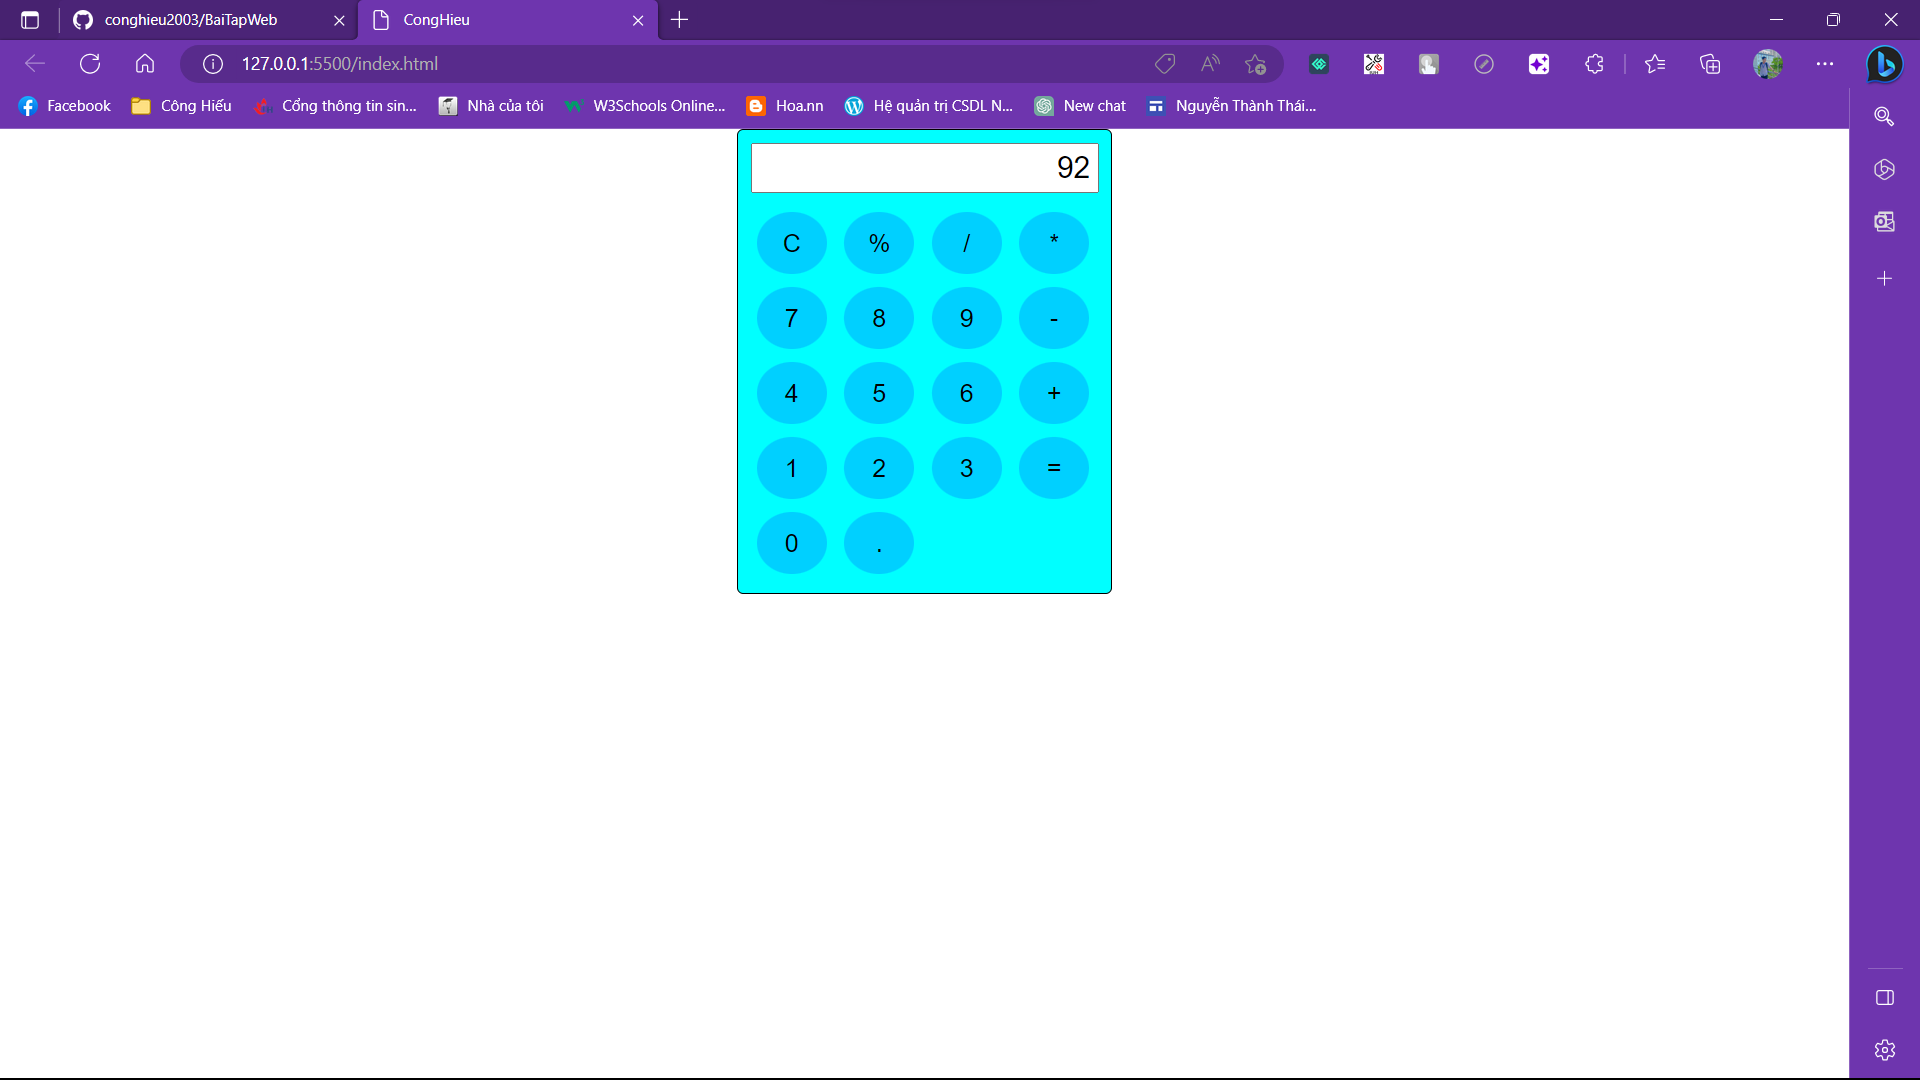 conghieu2003/BaiTapWeb
CongHieu
127.0.0.1:5500/index.html
Facebook
Công Hiếu
Cổng thông tin sin...
Nhà của tôi
W3Schools Online...
Hoa.nn
Hệ quản trị CSDL N...
New chat
Nguyễn Thành Thái...
92
C % / *
7 8 9 -
4 5 6 +
1 2 3 =
0 .